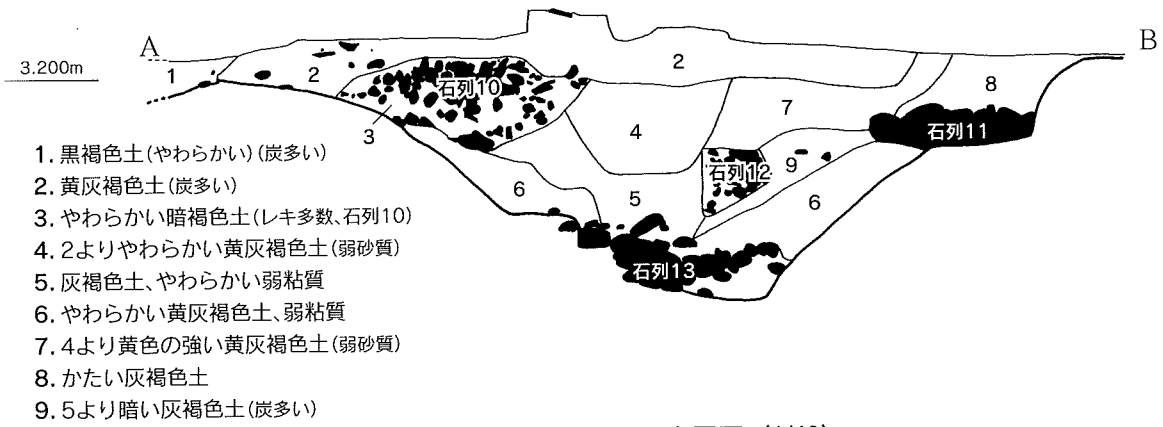 A
B
3.200m
1
2
2
8
石列10
7
石列11
3
4
石列12
9
6
5
6
石列13
1. 黒褐色土(やわらかい)(炭多い)
2. 黄灰褐色土(炭多い)
3. やわらかい暗褐色土(レキ多数、石列10)
4. 2よりやわらかい黄灰褐色土(弱砂質)
5. 灰褐色土、やわらかい弱粘質
6. やわらかい黄灰褐色土、弱粘質
7. 4より黄色の強い黄灰褐色土(弱砂質)
8. かたい灰褐色土
9. 5より暗い灰褐色土(炭多い)